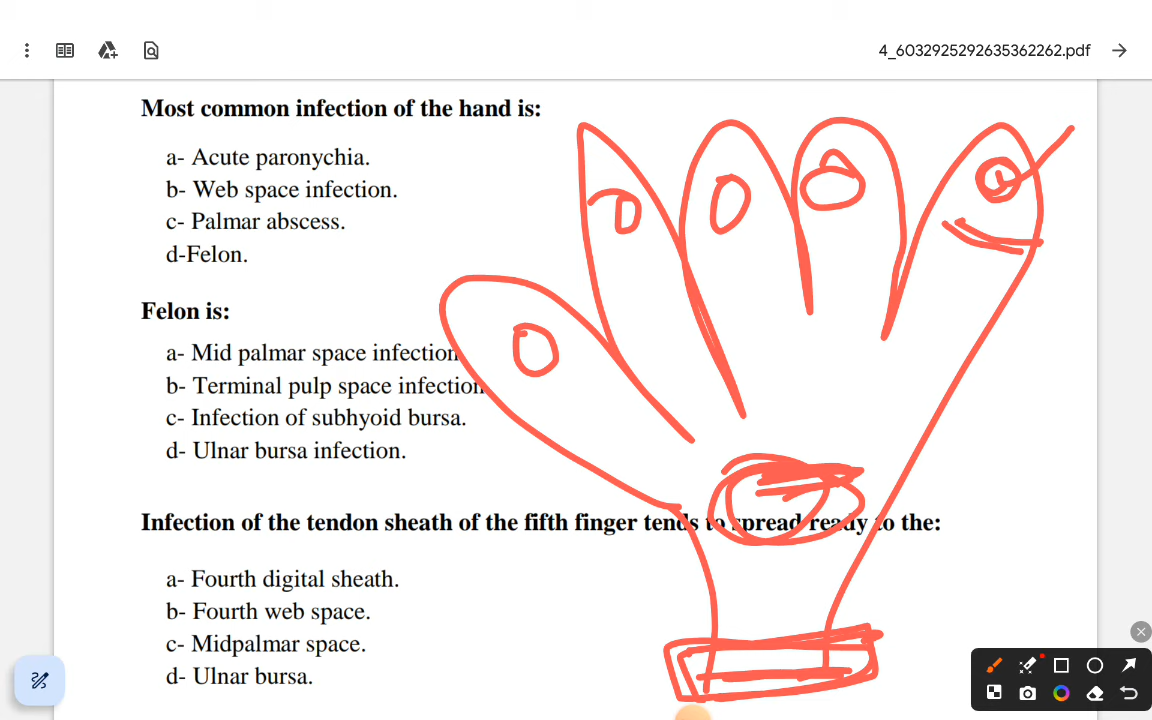 4_6032925292635362262.pdf
Most common infection of the hand is:
a- Acute paronychia.
b- Web space infection.
c- Palmar abscess.
d-Felon.
Felon is:
a- Mid palmar space infection
b- Terminal pulp space infection
c- Infection of subhyoid bursa.
d- Ulnar bursa infection.
Infection of the tendon sheath of the fifth finger tends to spread ready to the:
a- Fourth digital sheath.
b- Fourth web space.
c- Midpalmar space.
d- Ulnar bursa.